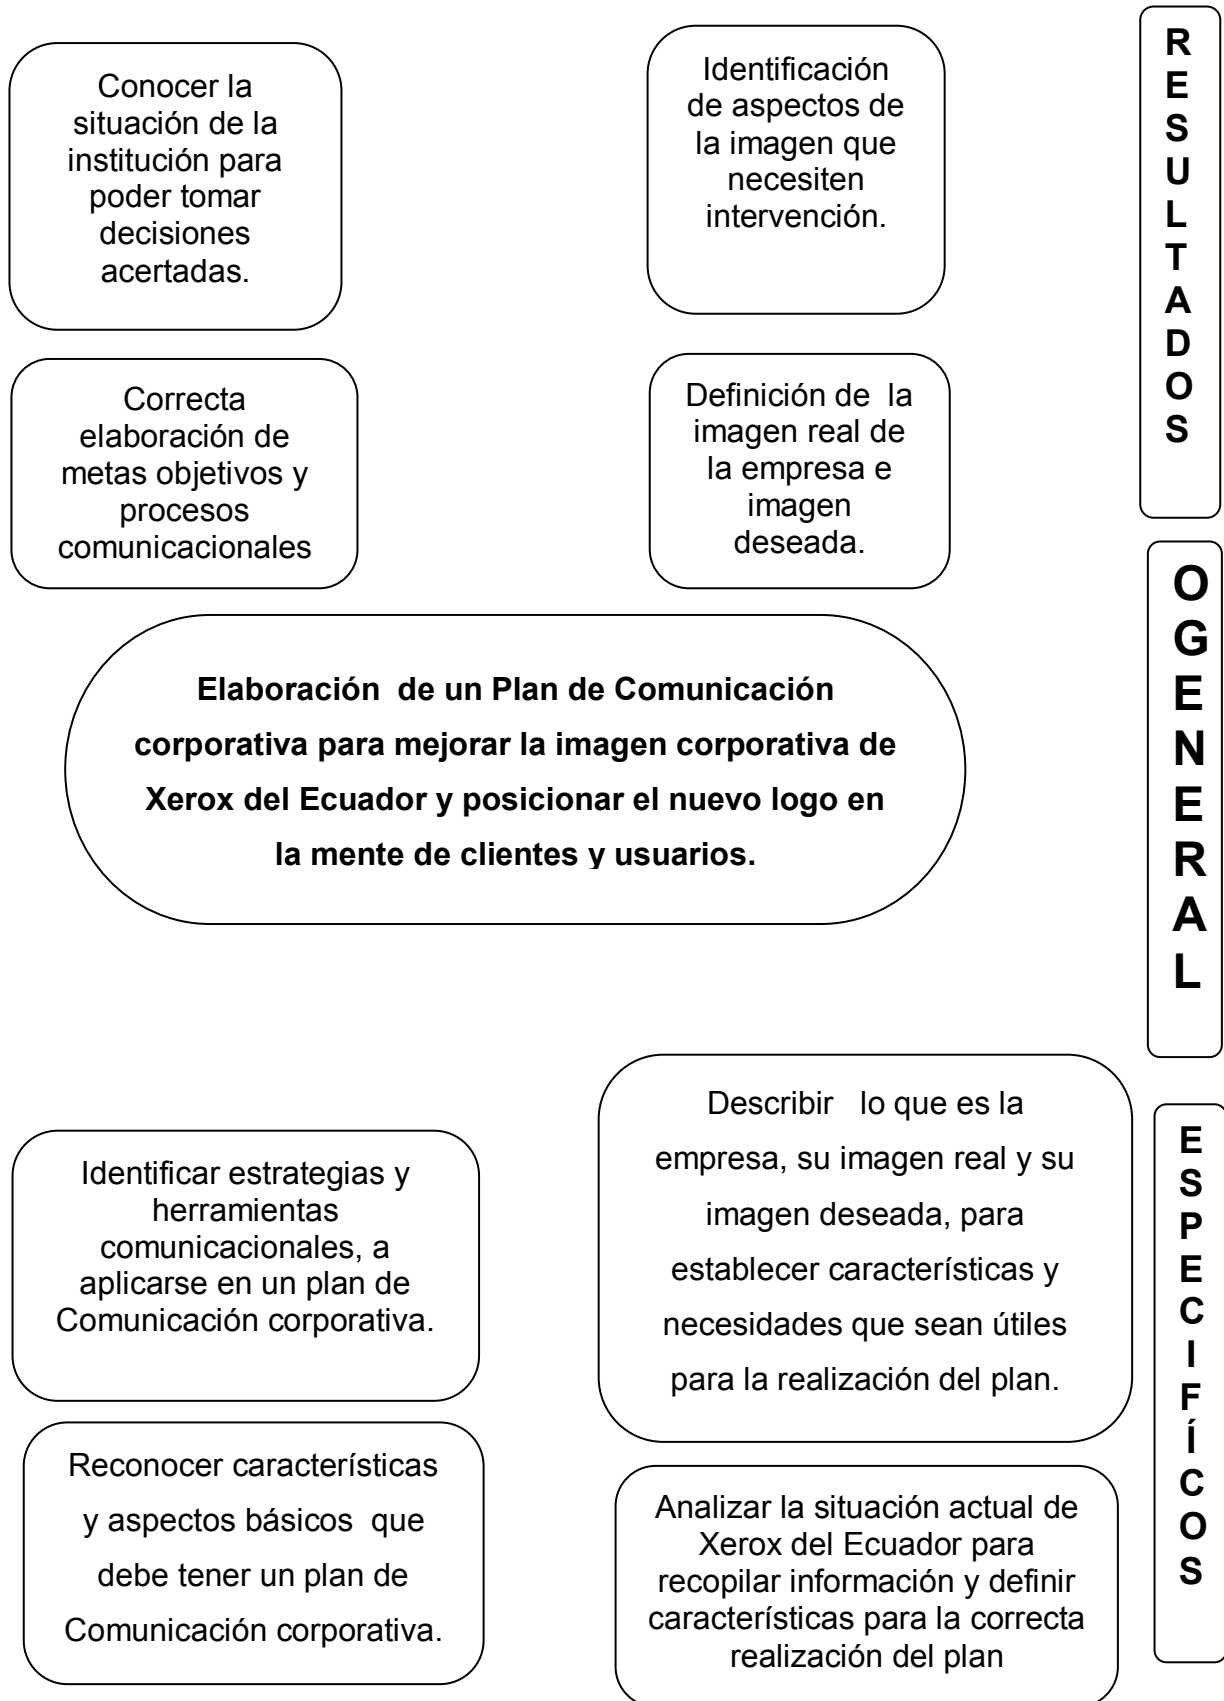 Conocer la
situación de la
institución para
poder tomar
decisiones
acertadas.
Identificación
de aspectos de
la imagen que
necesiten
intervención.
Correcta
elaboración de
metas objetivos y
procesos
comunicacionales
Definición de  la
imagen real de
la empresa e
imagen
deseada.
R
E
S
U
L
T
A
D
O
S
Elaboración  de un Plan de Comunicación
corporativa para mejorar la imagen corporativa de
Xerox del Ecuador y posicionar el nuevo logo en
la mente de clientes y usuarios.
O
G
E
N
E
R
A
L
Identificar estrategias y
herramientas
comunicacionales, a
aplicarse en un plan de
Comunicación corporativa.
Describir   lo que es la
empresa, su imagen real y su
imagen deseada, para
establecer características y
necesidades que sean útiles
para la realización del plan.
Reconocer características
y aspectos básicos  que
debe tener un plan de
Comunicación corporativa.
Analizar la situación actual de
Xerox del Ecuador para
recopilar información y definir
características para la correcta
realización del plan
E
S
P
E
C
I
F
Í
C
O
S